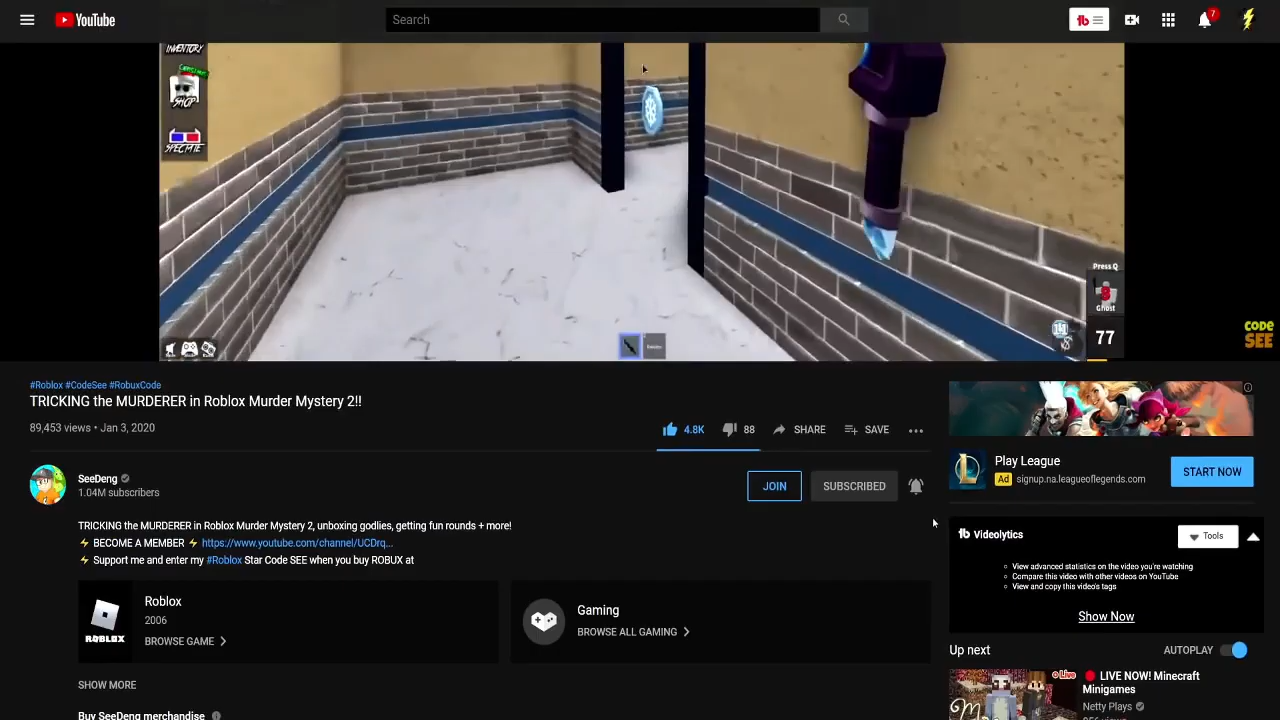 YouTube
Search
7
INVENTORY
SHOP
SPECTATE
Press Q
Ghost
77
CODE
SEE
#Roblox #CodeSee #RobuxCode
TRICKING the MURDERER in Roblox Murder Mystery 2!!
89,453 views • Jan 3, 2020
4.8K
88
SHARE
SAVE
SeeDeng
1.04M subscribers
JOIN
SUBSCRIBED
TRICKING the MURDERER in Roblox Murder Mystery 2, unboxing godlies, getting fun rounds + more!
⚡ BECOME A MEMBER ⚡ https://www.youtube.com/channel/UCDrq...
⚡ Support me and enter my #Roblox Star Code SEE when you buy ROBUX at
ROBLOX
Roblox
2006
BROWSE GAME
Gaming
BROWSE ALL GAMING
SHOW MORE
Buy SeeDeng merchandise
Play League
Ad signup.na.leagueoflegends.com
START NOW
tb Videolytics
Tools
View advanced statistics on the video you're watching
Compare this video with other videos on YouTube
View and copy this video's tags
Show Now
Up next
AUTOPLAY
Live
LIVE NOW! Minecraft
Minigames
Netty Plays